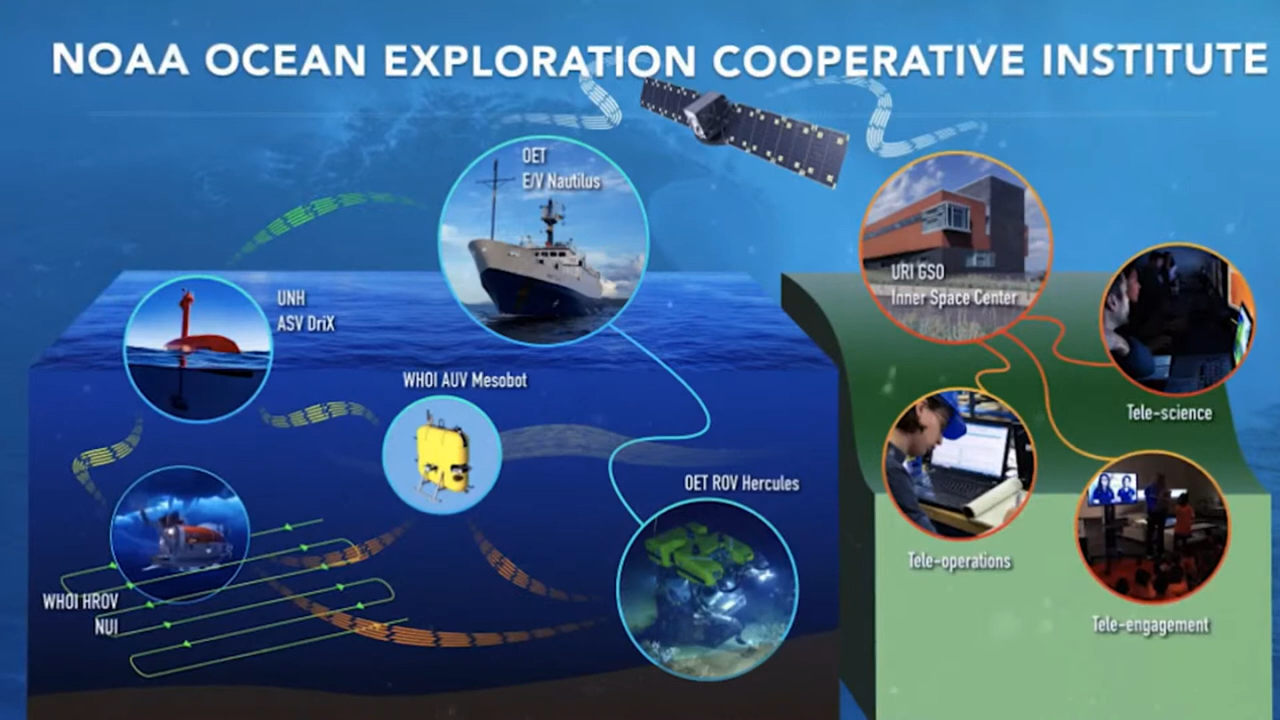 NOAA OCEAN EXPLORATION COOPERATIVE INSTITUTE
OET
E/V Nautilus
URI GSO
Inner Space Center
UNH
ASV DriX
WHOI AUV Mesobot
Tele-science
OET ROV Hercules
Tele-operations
WHOI HROV
NUI
Tele-engagement